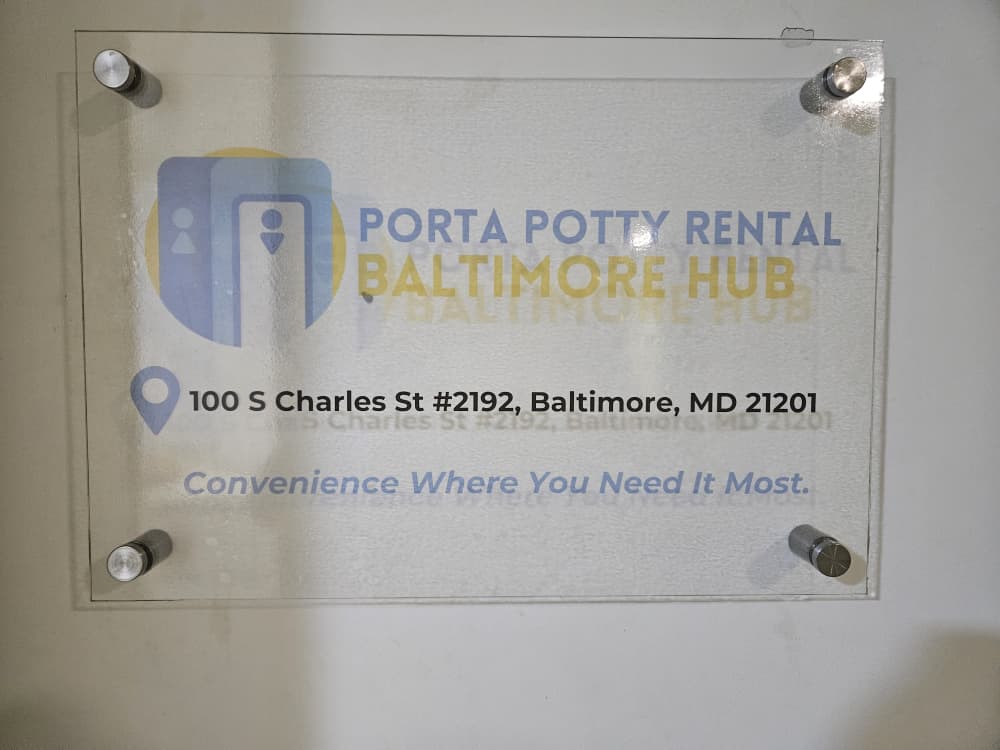 PORTA POTTY RENTAL
BALTIMORE HUB
100 S Charles St #2192, Baltimore, MD 21201
Convenience Where You Need It Most.